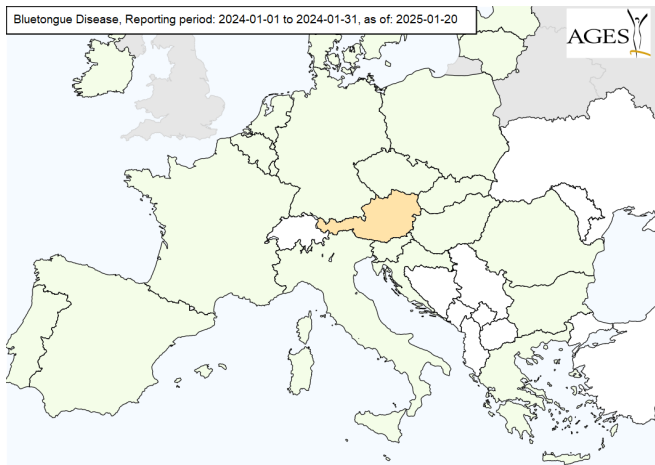 Bluetongue Disease, Reporting period: 2024-01-01 to 2024-01-31, as of: 2025-01-20
AGES